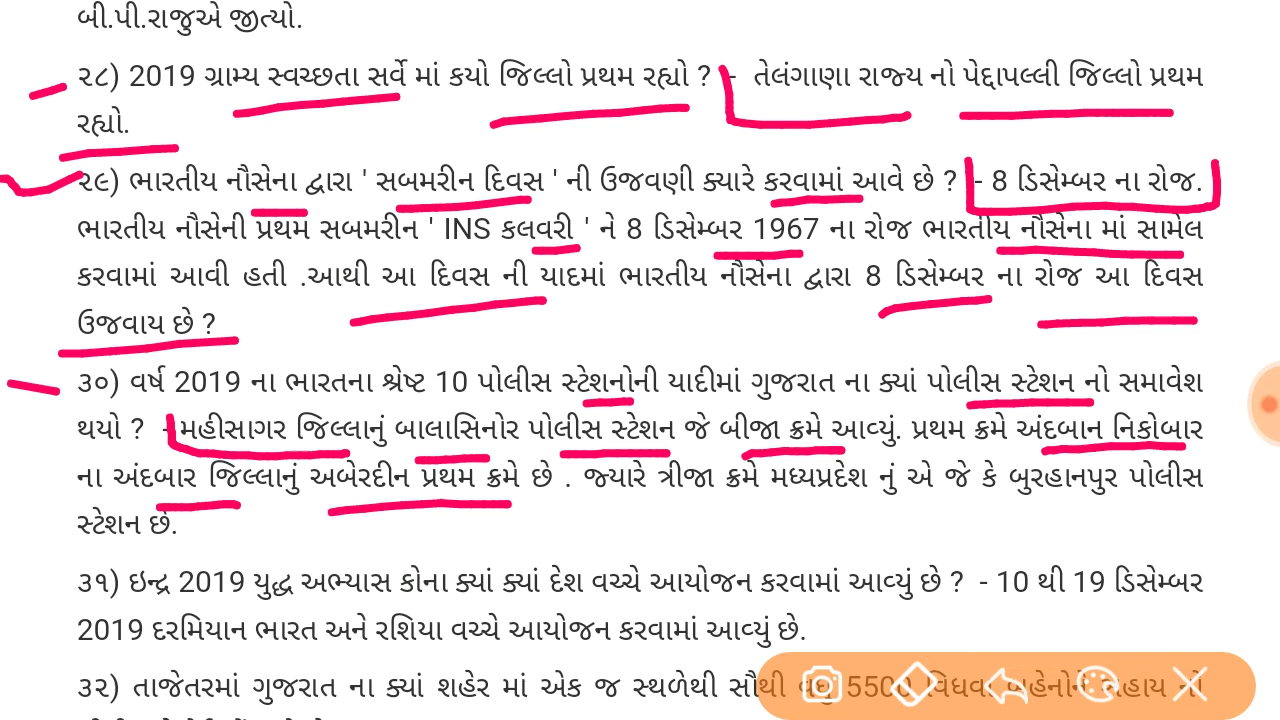 બી.પી.રાજુએ જીત્યો.
૨૮) 2019 ગ્રામ્ય સ્વચ્છતા સર્વે માં કયો જિલ્લો પ્રથમ રહ્યો ? - તેલંગાણા રાજ્ય નો પેદ્દાપલ્લી જિલ્લો પ્રથમ
રહ્યો.
૨૯) ભારતીય નૌસેના દ્વારા ' સબમરીન દિવસ ' ની ઉજવણી ક્યારે કરવામાં આવે છે ? - 8 ડિસેમ્બર ના રોજ.
ભારતીય નૌસેની પ્રથમ સબમરીન ' INS કલવરી ' ને 8 ડિસેમ્બર 1967 ના રોજ ભારતીય નૌસેના માં સામેલ
કરવામાં આવી હતી .આથી આ દિવસ ની યાદમાં ભારતીય નૌસેના દ્વારા 8 ડિસેમ્બર ના રોજ આ દિવસ
ઉજવાય છે ?
૩૦) વર્ષ 2019 ના ભારતના શ્રેષ્ટ 10 પોલીસ સ્ટેશનોની યાદીમાં ગુજરાત ના ક્યાં પોલીસ સ્ટેશન નો સમાવેશ
થયો ? - મહીસાગર જિલ્લાનું બાલાસિનોર પોલીસ સ્ટેશન જે બીજા ક્રમે આવ્યું. પ્રથમ ક્રમે અંદબાન નિકોબાર
ના અંદબાર જિલ્લાનું અબેરદીન પ્રથમ ક્રમે છે . જ્યારે ત્રીજા ક્રમે મધ્યપ્રદેશ નું એ જે કે બુરહાનપુર પોલીસ
સ્ટેશન છે.
૩૧) ઇન્દ્ર 2019 યુદ્ધ અભ્યાસ કોના ક્યાં ક્યાં દેશ વચ્ચે આયોજન કરવામાં આવ્યું છે ? - 10 થી 19 ડિસેમ્બર
2019 દરમિયાન ભારત અને રશિયા વચ્ચે આયોજન કરવામાં આવ્યું છે.
૩૨) તાજેતરમાં ગુજરાત ના ક્યાં શહેર માં એક જ સ્થળેથી સૌથી વધુ 5500 વિધવા બહેનોને સહાય નો